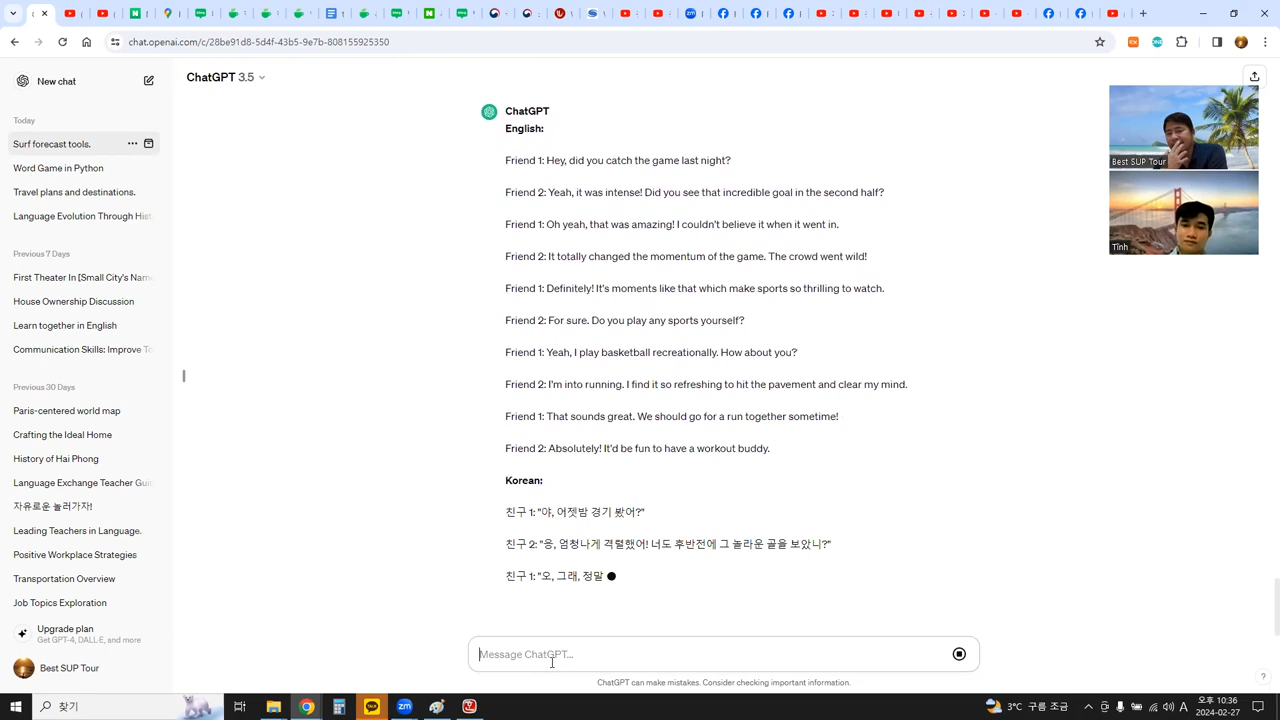 chat.openai.com/c/28be91d8-5d4f-43b5-9e7b-808155925350
New chat
ChatGPT 3.5
Today
Surf forecast tools.
Word Game in Python
Travel plans and destinations.
Language Evolution Through Hist
Previous 7 Days
First Theater In [Small City's Name
House Ownership Discussion
Learn together in English
Communication Skills: Improve To
Previous 30 Days
Paris-centered world map
Crafting the Ideal Home
History of Hai Phong
Language Exchange Teacher Gui
자유로운 놀러가자!
Leading Teachers in Language.
Positive Workplace Strategies
Transportation Overview
Job Topics Exploration
Upgrade plan
Get GPT-4, DALL·E, and more
Best SUP Tour
ChatGPT
English:
Friend 1: Hey, did you catch the game last night?
Friend 2: Yeah, it was intense! Did you see that incredible goal in the second half?
Friend 1: Oh yeah, that was amazing! I couldn't believe it when it went in.
Friend 2: It totally changed the momentum of the game. The crowd went wild!
Friend 1: Definitely! It's moments like that which make sports so thrilling to watch.
Friend 2: For sure. Do you play any sports yourself?
Friend 1: Yeah, I play basketball recreationally. How about you?
Friend 2: I'm into running. I find it so refreshing to hit the pavement and clear my mind.
Friend 1: That sounds great. We should go for a run together sometime!
Friend 2: Absolutely! It'd be fun to have a workout buddy.
Korean:
친구 1: "야, 어젯밤 경기 봤어?"
친구 2: "응, 엄청나게 격렬했어! 너도 후반전에 그 놀라운 골을 보았니?"
친구 1: "오, 그래, 정말
Message ChatGPT...
ChatGPT can make mistakes. Consider checking important information.
?
Best SUP Tour
Tĩnh
찾기
TALK
zm
3°C 구름 조금
A
오후 10:36
2024-02-27